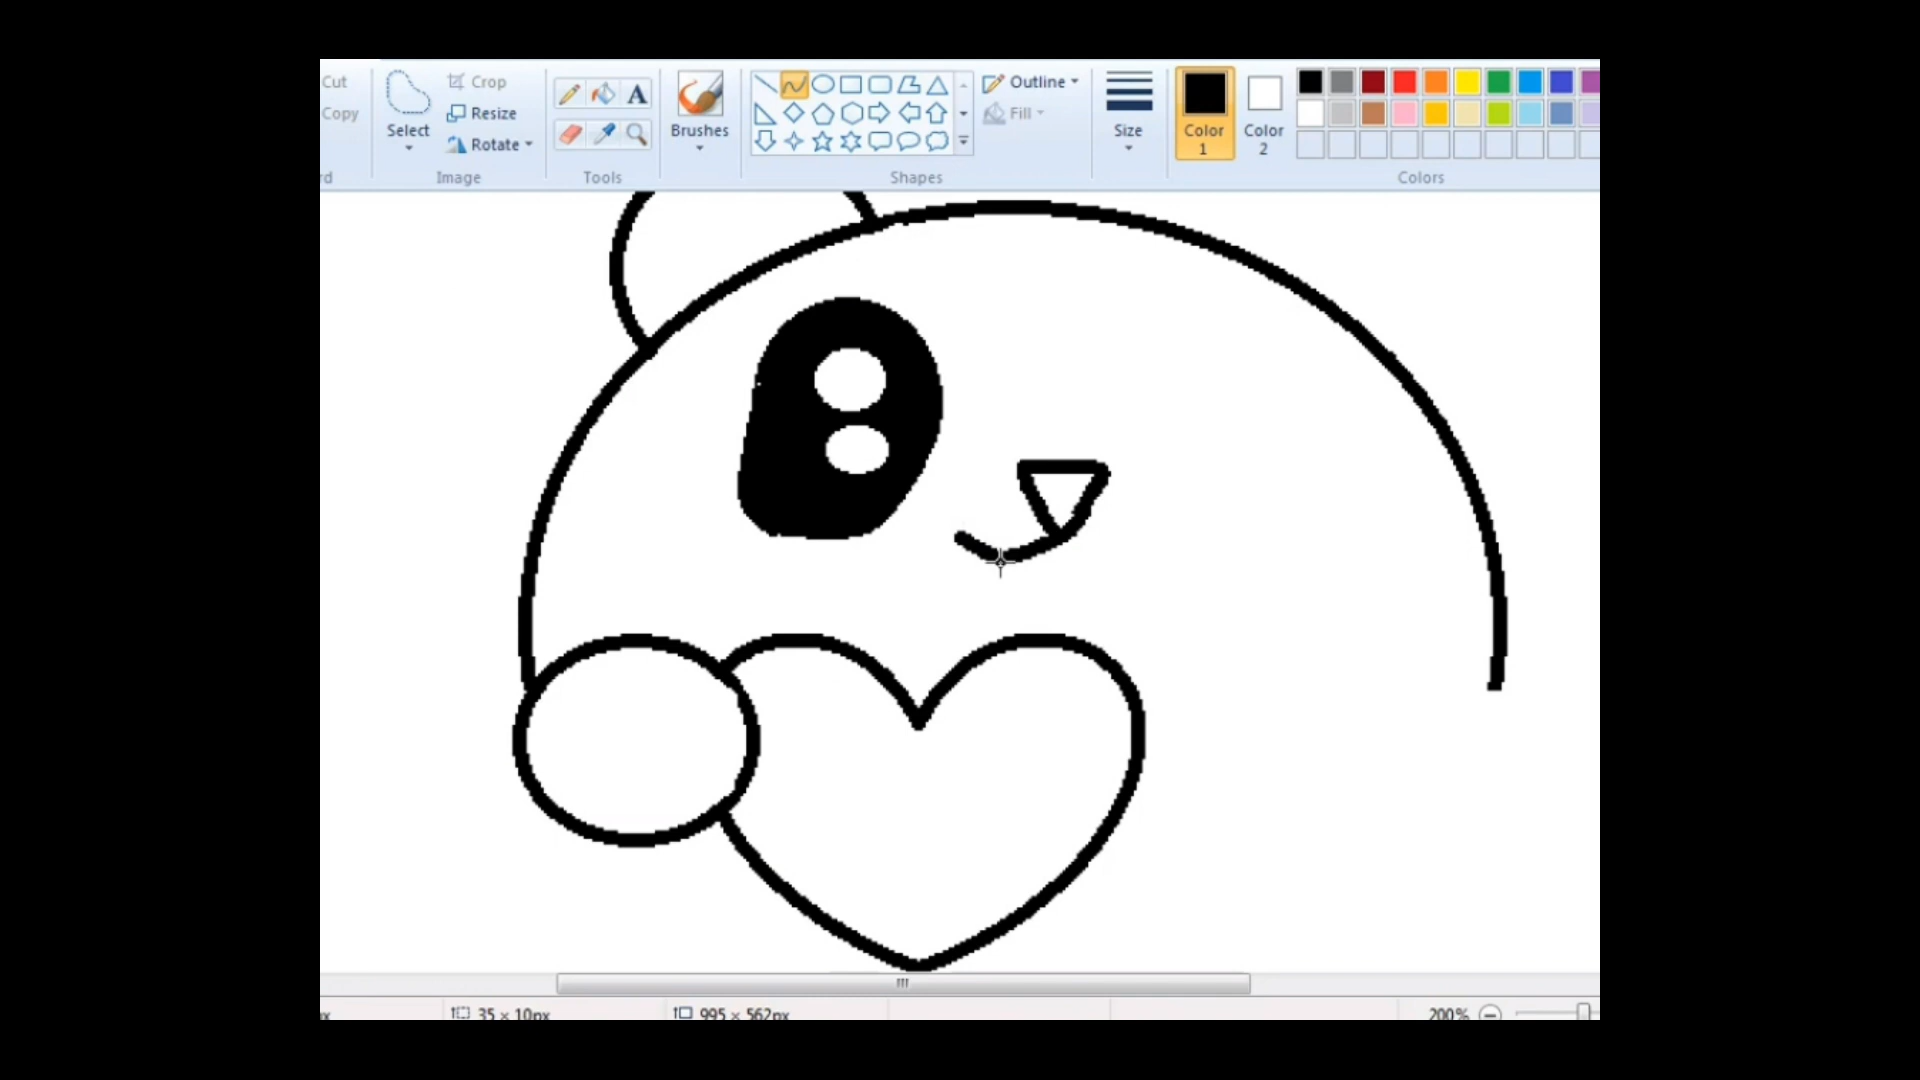 Cut
Crop
Outline
Copy
Resize
Fill
Select
Rotate
Brushes
Size
Color
1
Color
2
rd
Image
Tools
Shapes
Colors
35 × 10px
995 × 562px
200%